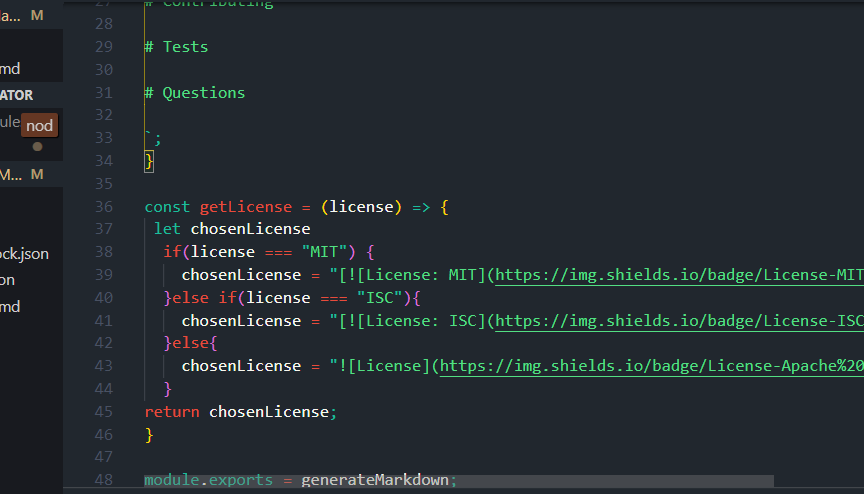 27 # Contributing
a... M
28
29 # Tests
30
md
31 # Questions
ATOR
32
ule nod
33 `;
34 }
M... M
35
36 const getLicense = (license) => {
37 let chosenLicense
38 if(license === "MIT") {
ock.json
39 chosenLicense = "[![License: MIT](https://img.shields.io/badge/License-MIT
on
40 }else if(license === "ISC"){
md
41 chosenLicense = "[![License: ISC](https://img.shields.io/badge/License-ISC
42 }else{
43 chosenLicense = "![License](https://img.shields.io/badge/License-Apache%20
44 }
45 return chosenLicense;
46 }
47
48 module.exports = generateMarkdown;